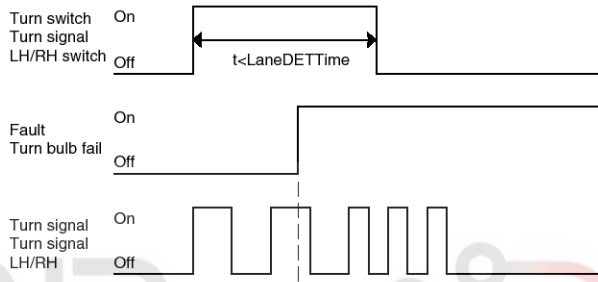 Turn switch On
Turn signal
LH/RH switch Off
t<LaneDETTime
On
Fault
Turn bulb fail
Off
Turn signal On
Turn signal
LH/RH Off